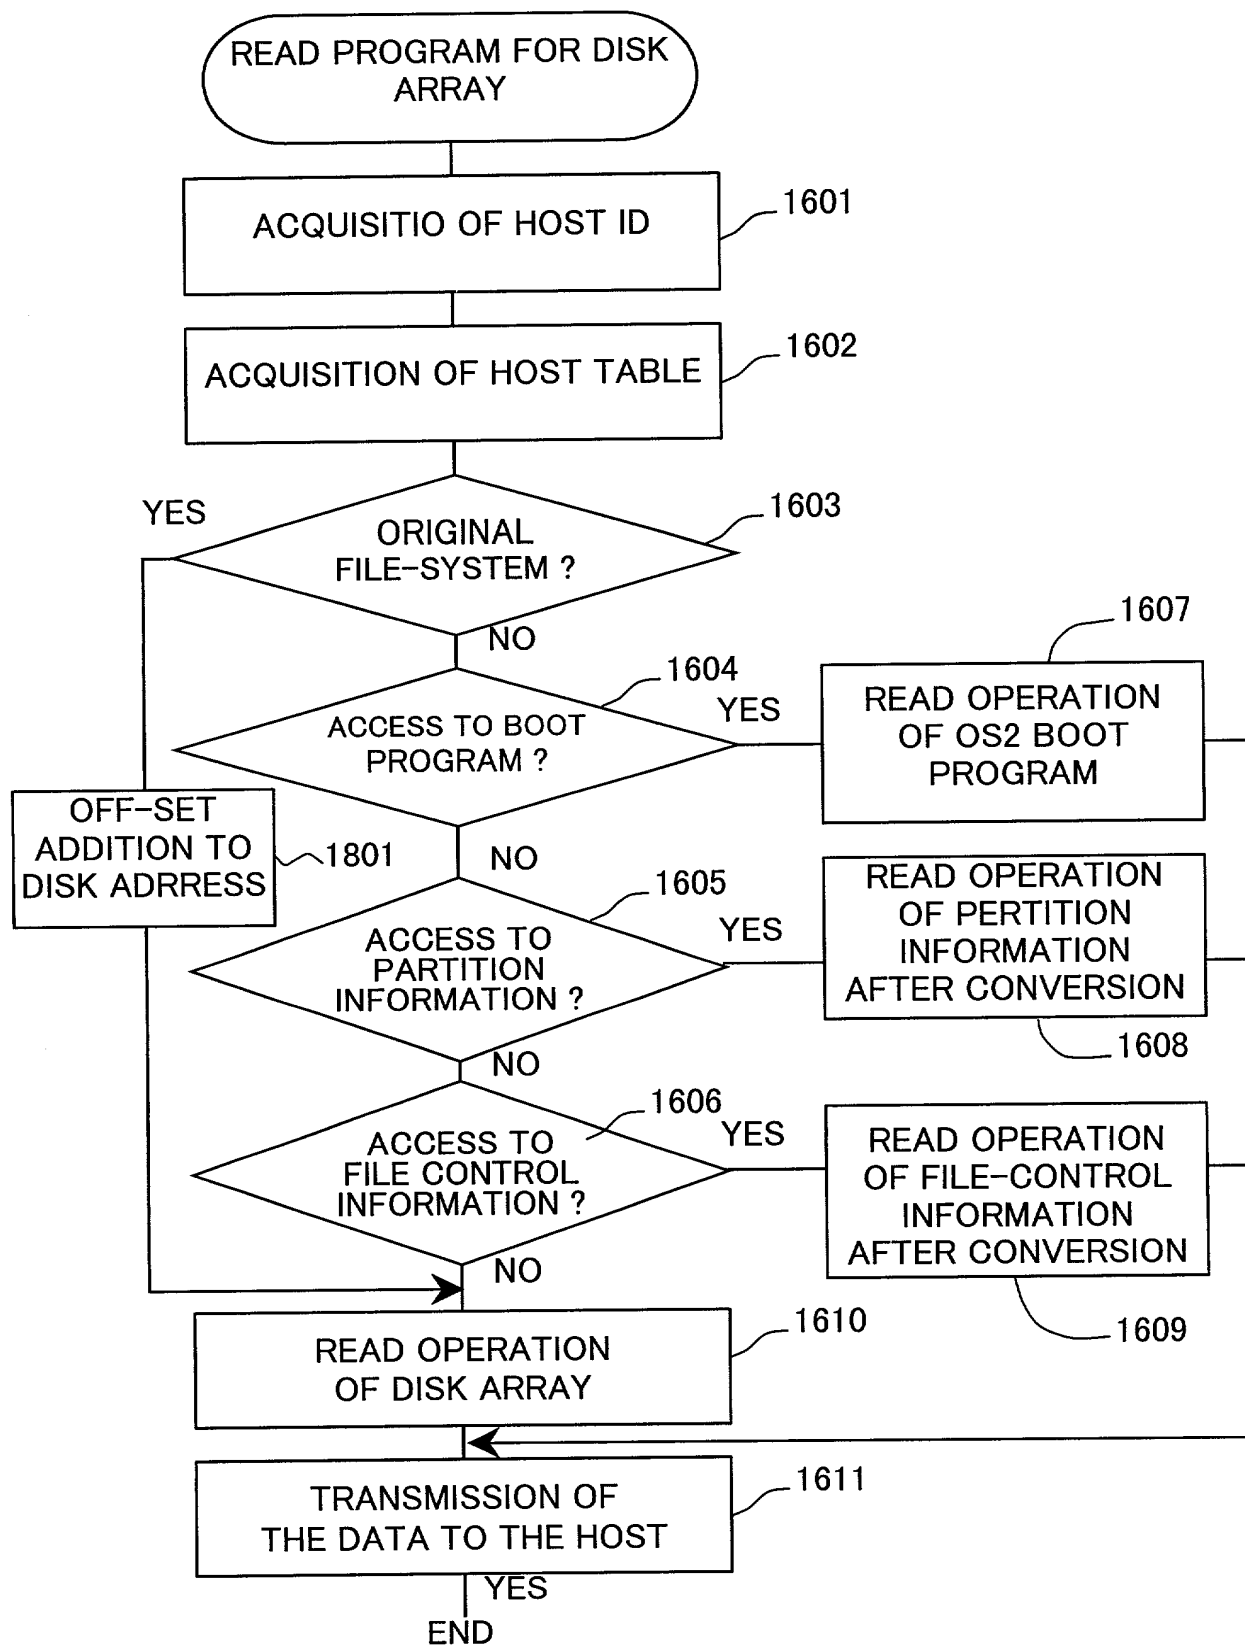 READ PROGRAM FOR DISK
ARRAY
ACQUISITIO OF HOST ID
1601
ACQUISITION OF HOST TABLE
1602
YES
ORIGINAL
FILE-SYSTEM ?
1603
NO
1604
ACCESS TO BOOT
PROGRAM ?
YES
1607
READ OPERATION
OF OS2 BOOT
PROGRAM
OFF-SET
ADDITION TO
DISK ADRRESS
1801
NO
1605
ACCESS TO
PARTITION
INFORMATION ?
YES
READ OPERATION
OF PERTITION
INFORMATION
AFTER CONVERSION
1608
NO
1606
ACCESS TO
FILE CONTROL
INFORMATION ?
YES
READ OPERATION
OF FILE-CONTROL
INFORMATION
AFTER CONVERSION
1609
NO
READ OPERATION
OF DISK ARRAY
1610
TRANSMISSION OF
THE DATA TO THE HOST
1611
YES
END